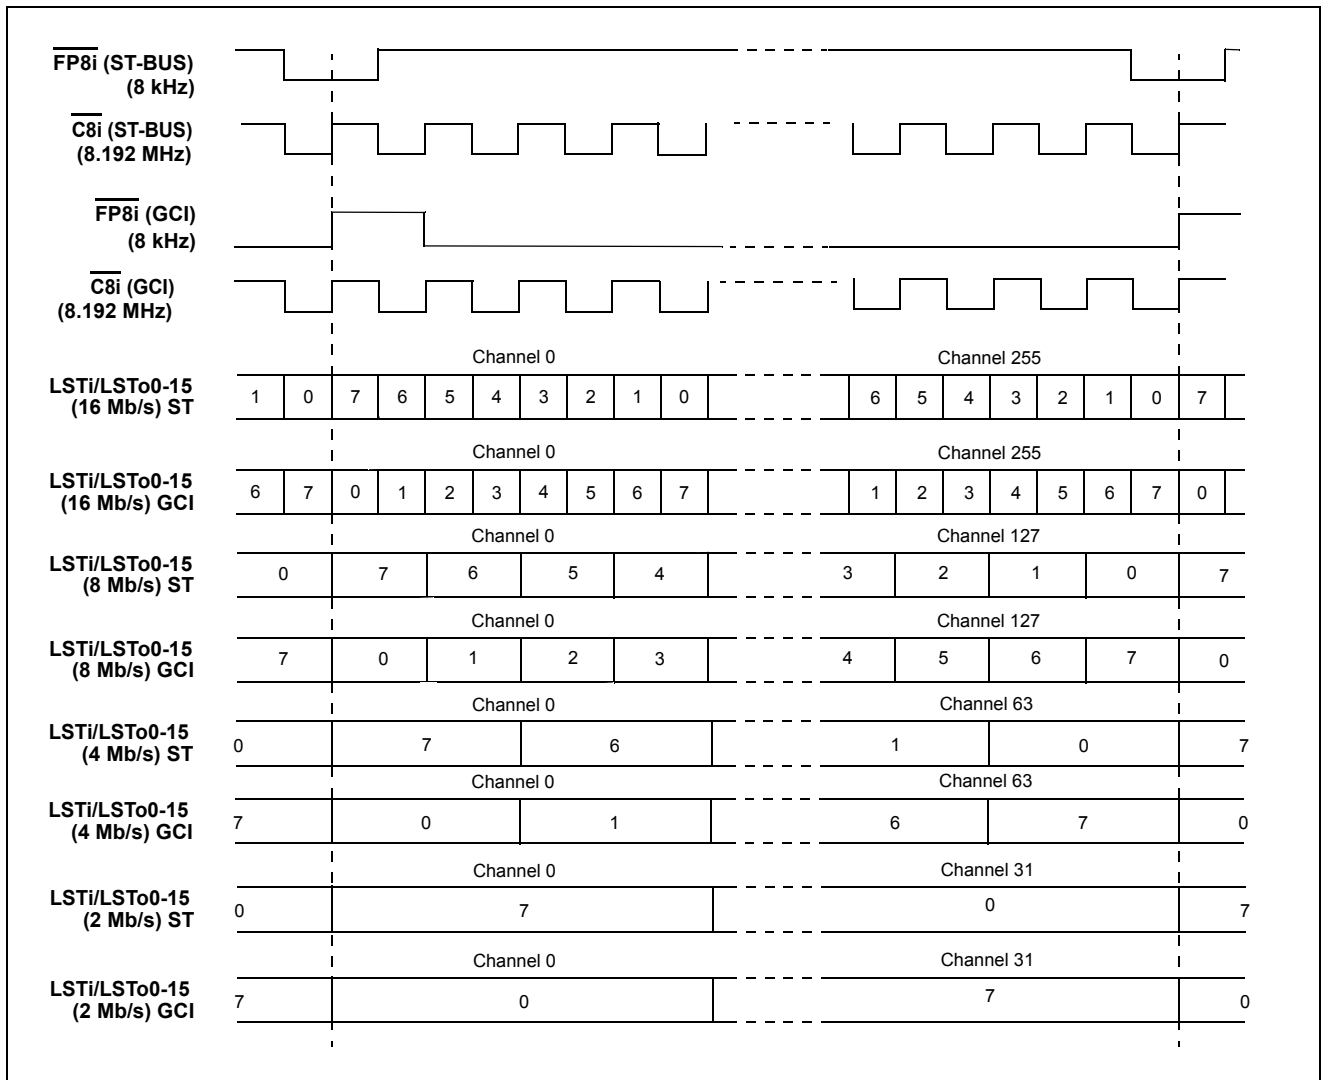 FP8i (ST-BUS)
(8 kHz)
C8i (ST-BUS)
(8.192 MHz)
FP8i (GCI)
(8 kHz)
C8i (GCI)
(8.192 MHz)
Channel 0 Channel 255
LSTi/LSTo0-15
(16 Mb/s) ST
1 0 7 6 5 4 3 2 1 0 6 5 4 3 2 1 0 7
Channel 0 Channel 255
LSTi/LSTo0-15
(16 Mb/s) GCI
6 7 0 1 2 3 4 5 6 7 1 2 3 4 5 6 7 0
Channel 0 Channel 127
LSTi/LSTo0-15
(8 Mb/s) ST
0 7 6 5 4 3 2 1 0 7
Channel 0 Channel 127
LSTi/LSTo0-15
(8 Mb/s) GCI
7 0 1 2 3 4 5 6 7 0
Channel 0 Channel 63
LSTi/LSTo0-15
(4 Mb/s) ST
0 7 6 1 0 7
Channel 0 Channel 63
LSTi/LSTo0-15
(4 Mb/s) GCI
7 0 1 6 7 0
Channel 0 Channel 31
LSTi/LSTo0-15
(2 Mb/s) ST
0 7 0 7
Channel 0 Channel 31
LSTi/LSTo0-15
(2 Mb/s) GCI
7 0 7 0